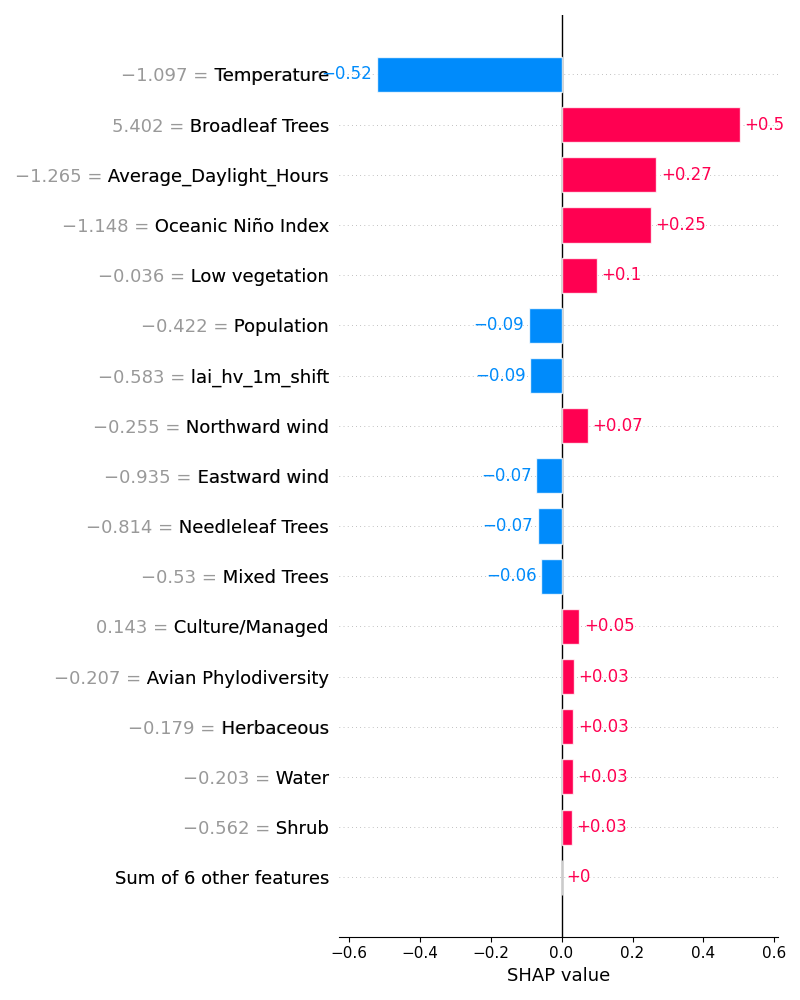 −1.097 = Temperature −0.52
5.402 = Broadleaf Trees +0.5
−1.265 = Average_Daylight_Hours +0.27
−1.148 = Oceanic Niño Index +0.25
−0.036 = Low vegetation +0.1
−0.422 = Population −0.09
−0.583 = lai_hv_1m_shift −0.09
−0.255 = Northward wind +0.07
−0.935 = Eastward wind −0.07
−0.814 = Needleleaf Trees −0.07
−0.53 = Mixed Trees −0.06
0.143 = Culture/Managed +0.05
−0.207 = Avian Phylodiversity +0.03
−0.179 = Herbaceous +0.03
−0.203 = Water +0.03
−0.562 = Shrub +0.03
Sum of 6 other features +0
−0.6 −0.4 −0.2 0.0 0.2 0.4 0.6
SHAP value